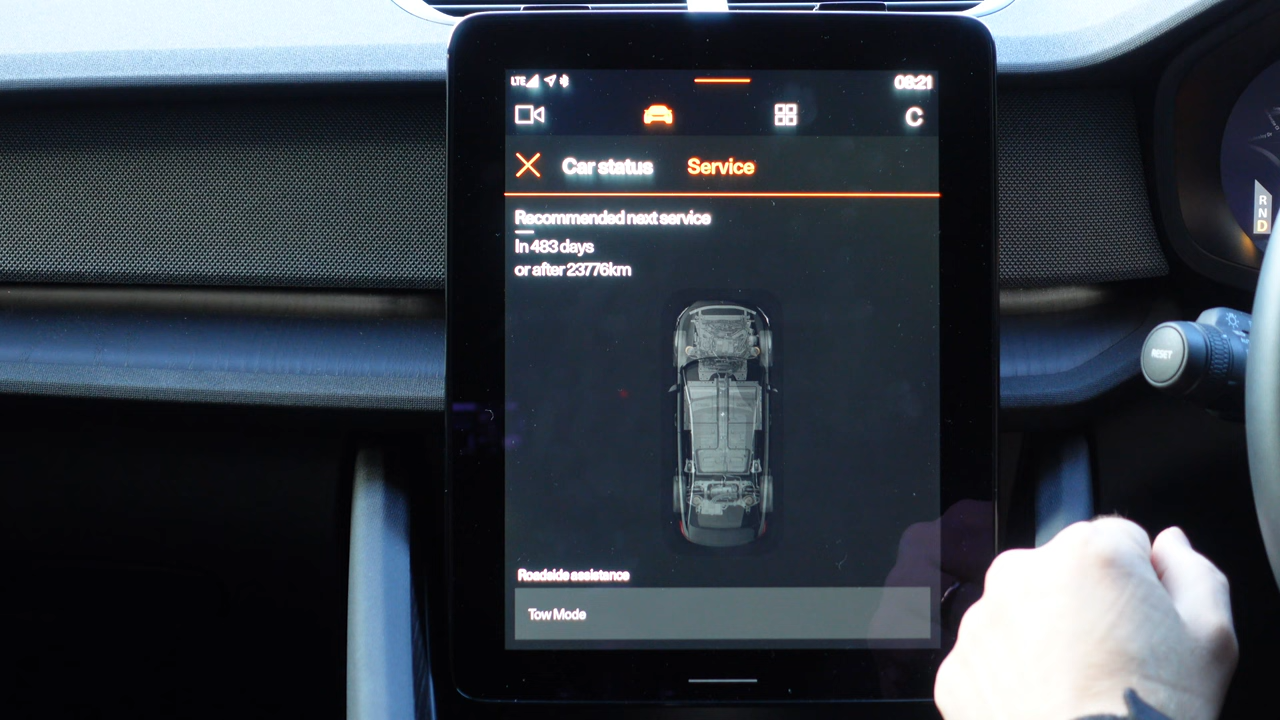 LTE 08:21
C
Car status Service
Recommended next service
In 483 days
or after 23776km
Roadside assistance
Tow Mode
R
N
D
RESET